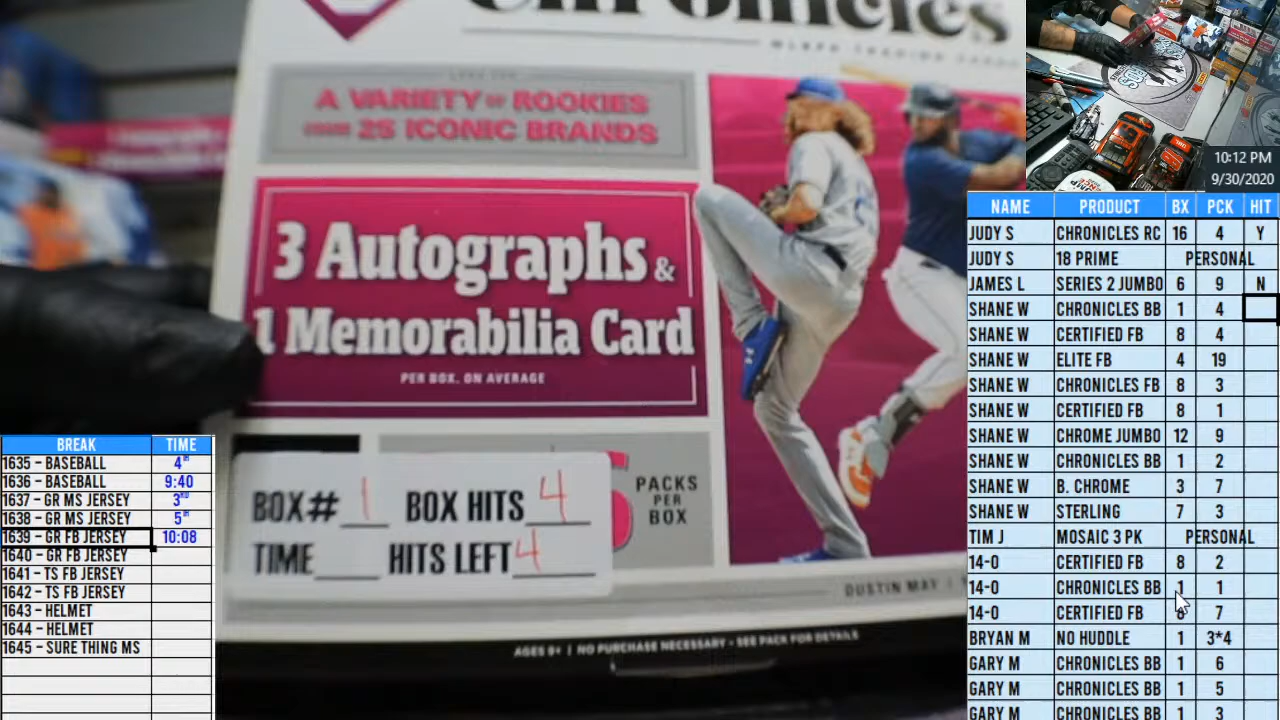 Chronicles
MLBPA TRADING CARDS
A VARIETY OF ROOKIES
FROM 25 ICONIC BRANDS
3 Autographs &
1 Memorabilia Card
PER BOX, ON AVERAGE
BOX# 1 BOX HITS 4
TIME HITS LEFT 4
PACKS
PER
BOX
DUSTIN MAY
AGES 9+ | NO PURCHASE NECESSARY - SEE PACK FOR DETAILS
10:12 PM
9/30/2020
NAME PRODUCT BX PCK HIT
JUDY S CHRONICLES RC 16 4 Y
JUDY S 18 PRIME PERSONAL
JAMES L SERIES 2 JUMBO 6 9 N
SHANE W CHRONICLES BB 1 4
SHANE W CERTIFIED FB 8 4
SHANE W ELITE FB 4 19
SHANE W CHRONICLES FB 8 3
SHANE W CERTIFIED FB 8 1
SHANE W CHROME JUMBO 12 9
SHANE W CHRONICLES BB 1 2
SHANE W B. CHROME 3 7
SHANE W STERLING 7 3
TIM J MOSAIC 3 PK PERSONAL
14-0 CERTIFIED FB 8 2
14-0 CHRONICLES BB 1 1
14-0 CERTIFIED FB 8 7
BRYAN M NO HUDDLE 1 3*4
GARY M CHRONICLES BB 1 6
GARY M CHRONICLES BB 1 5
GARY M CHRONICLES BB 1 3
BREAK TIME
1635 - BASEBALL 4th
1636 - BASEBALL 9:40
1637 - GR MS JERSEY 3RD
1638 - GR MS JERSEY 5th
1639 - GR FB JERSEY 10:08
1640 - GR FB JERSEY
1641 - TS FB JERSEY
1642 - TS FB JERSEY
1643 - HELMET
1644 - HELMET
1645 - SURE THING MS